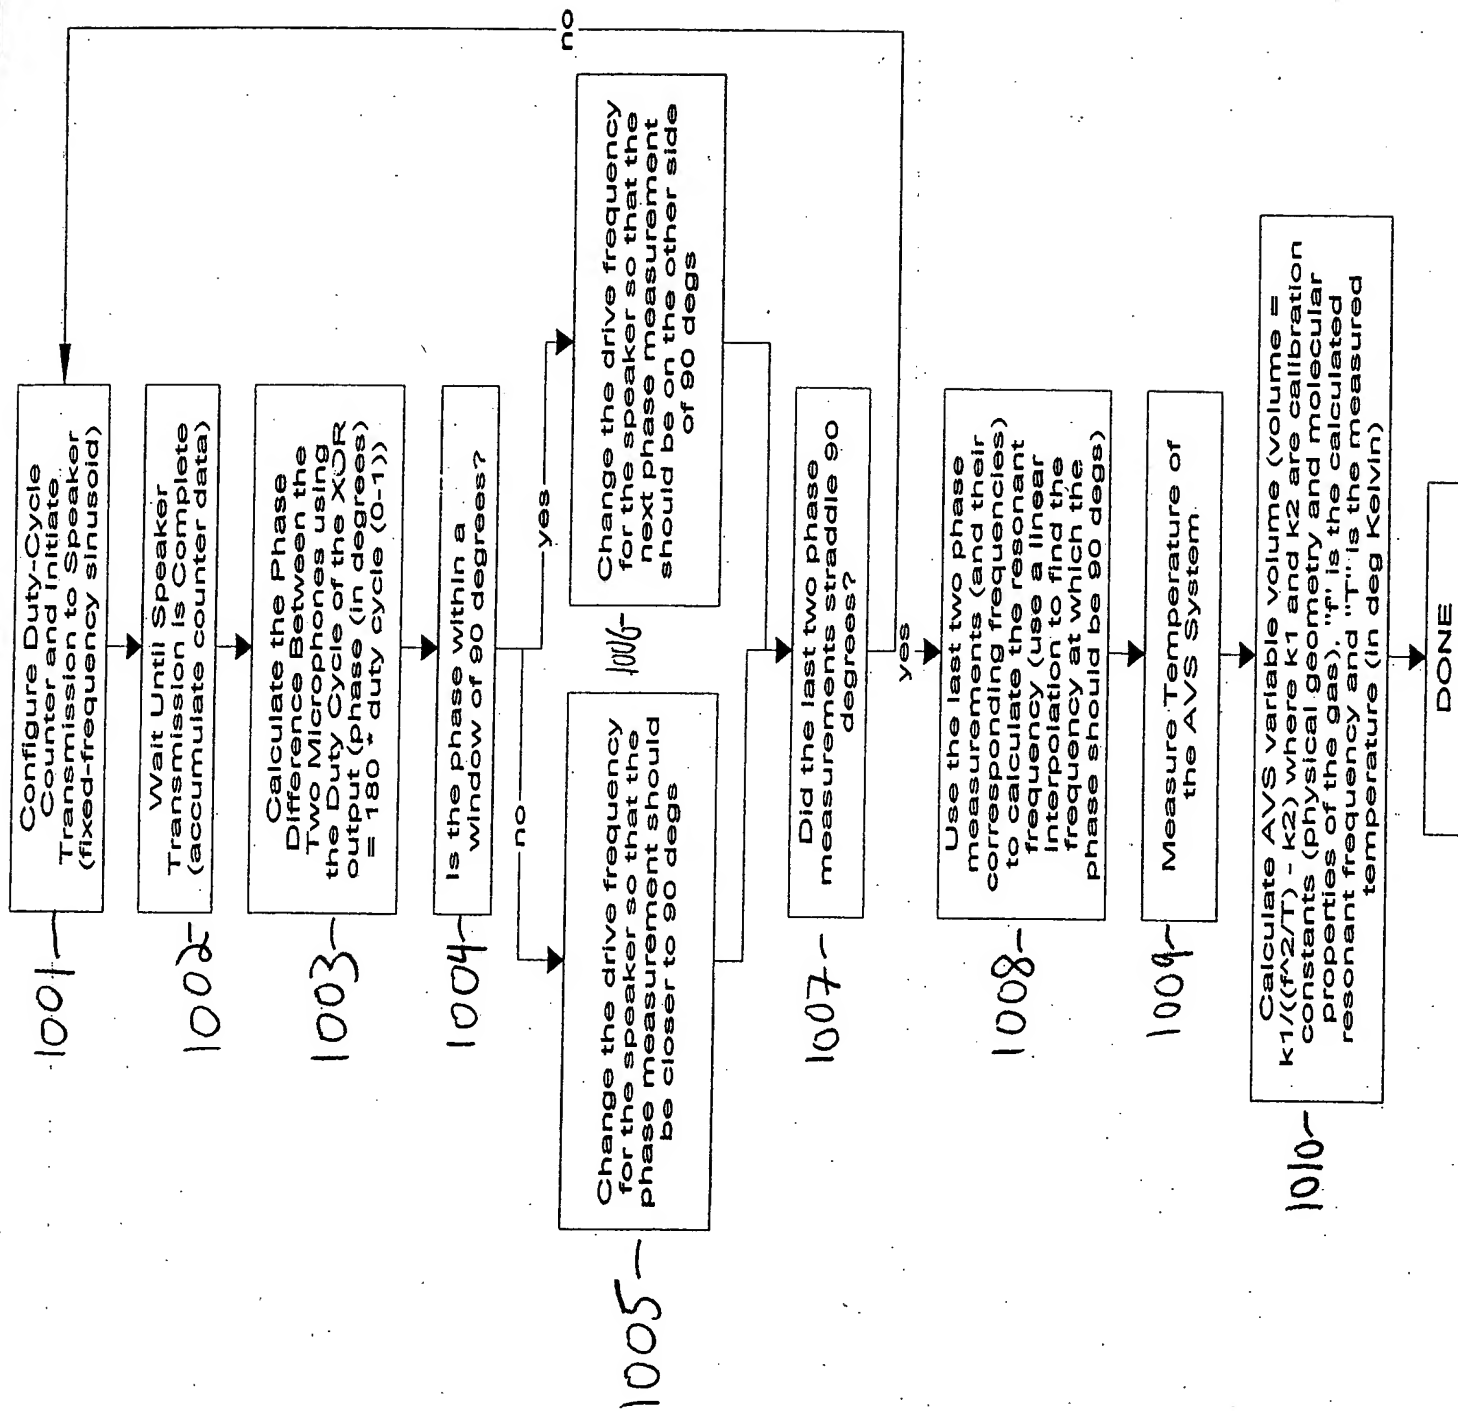 1001
Configure Duty-Cycle
Counter and Initiate
Transmission to Speaker
(fixed-frequency sinusoid)
1002
Wait Until Speaker
Transmission is Complete
(accumulate counter data)
1003
Calculate the Phase
Difference Between the
Two Microphones using
the Duty Cycle of the XOR
output (phase (in degrees)
= 180 * duty cycle (0-1))
1004
Is the phase within a
window of 90 degrees?
no
yes
1005
Change the drive frequency
for the speaker so that the
phase measurement should
be closer to 90 degs
1006
Change the drive frequency
for the speaker so that the
next phase measurement
should be on the other side
of 90 degs
1007
Did the last two phase
measurements straddle 90
degrees?
no
yes
1008
Use the last two phase
measurements (and their
corresponding frequencies)
to calculate the resonant
frequency (use a linear
interpolation to find the
frequency at which the
phase should be 90 degs)
1009
Measure Temperature of
the AVS System
1010
Calculate AVS variable volume (volume =
k1/((f^2/T) - k2) where k1 and k2 are calibration
constants (physical geometry and molecular
properties of the gas). "f" is the calculated
resonant frequency and "T" is the measured
temperature (in deg Kelvin)
DONE